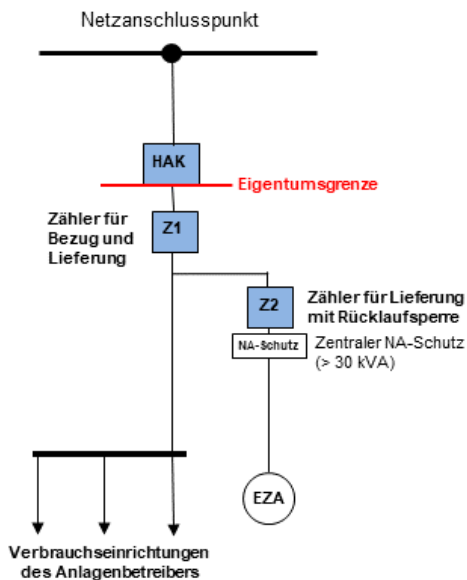 Netzanschlusspunkt
HAK
Eigentumsgrenze
Zähler für
Bezug und
Lieferung
Z1
Z2
Zähler für Lieferung
mit Rücklaufsperre
NA-Schutz
Zentraler NA-Schutz
(> 30 kVA)
EZA
Verbrauchseinrichtungen
des Anlagenbetreibers